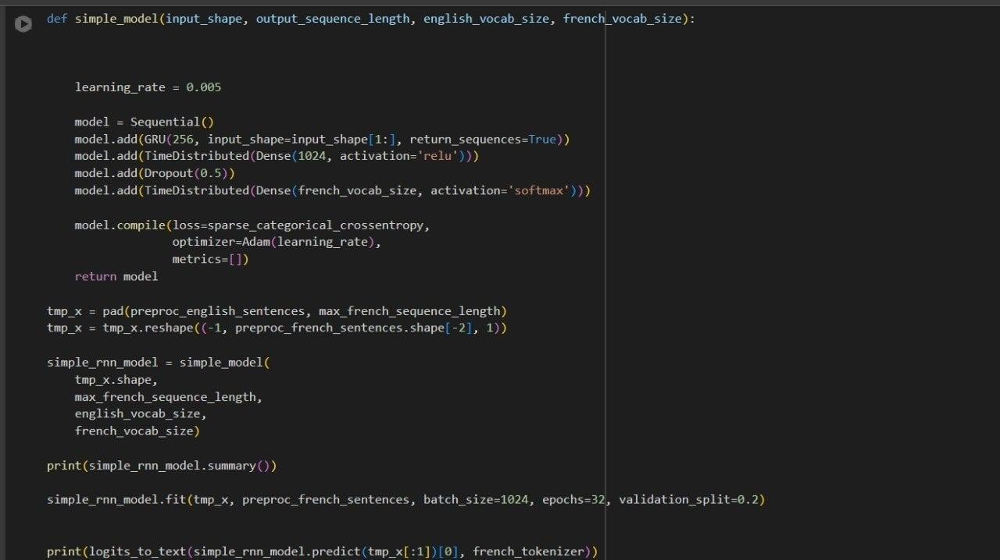 def simple_model(input_shape, output_sequence_length, english_vocab_size, french_vocab_size):
    learning_rate = 0.005
    model = Sequential()
    model.add(GRU(256, input_shape=input_shape[1:], return_sequences=True))
    model.add(TimeDistributed(Dense(1024, activation='relu')))
    model.add(Dropout(0.5))
    model.add(TimeDistributed(Dense(french_vocab_size, activation='softmax')))
    model.compile(loss=sparse_categorical_crossentropy,
                  optimizer=Adam(learning_rate),
                  metrics=[])
    return model
tmp_x = pad(preproc_english_sentences, max_french_sequence_length)
tmp_x = tmp_x.reshape((-1, preproc_french_sentences.shape[-2], 1))
simple_rnn_model = simple_model(
    tmp_x.shape,
    max_french_sequence_length,
    english_vocab_size,
    french_vocab_size)
print(simple_rnn_model.summary())
simple_rnn_model.fit(tmp_x, preproc_french_sentences, batch_size=1024, epochs=32, validation_split=0.2)
print(logits_to_text(simple_rnn_model.predict(tmp_x[:1])[0], french_tokenizer))